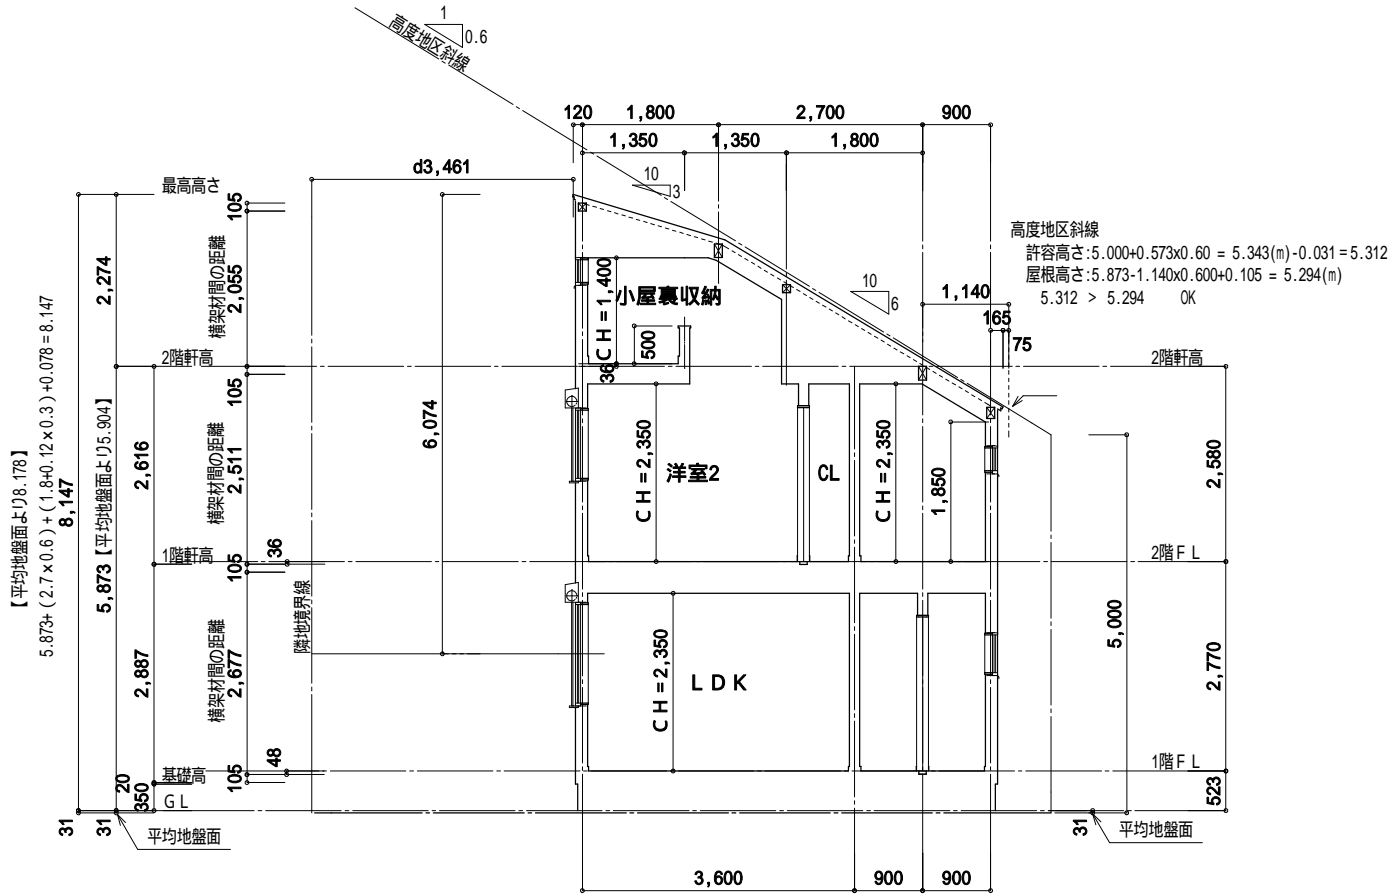 1
0.6
高度地区斜線
120
1,800
2,700
900
1,350
1,350
1,800
d3,461
10
3
最高高さ
105
高度地区斜線
許容高さ:5.000+0.573x0.60 = 5.343(m)-0.031=5.312
屋根高さ:5.873-1.140x0.600+0.105 = 5.294(m)
5.312 > 5.294 OK
2,274
横架材間の距離
2,055
CH=1,400
小屋裏収納
10
6
1,140
165
75
500
36
2階軒高
2階軒高
105
【平均地盤面より8.178】
5.873+(2.7x0.6)+(1.8+0.12x0.3)+0.078=8.147
8,147
5,873【平均地盤面より5.904】
2,616
横架材間の距離
2,511
6,074
CH=2,350
洋室2
CL
CH=2,350
1,850
2,580
1階軒高
36
105
2階FL
隣地境界線
5,000
2,887
横架材間の距離
2,677
CH=2,350
LDK
2,770
48
基礎高
105
1階FL
20
350
GL
523
31
31
平均地盤面
31
平均地盤面
3,600
900
900